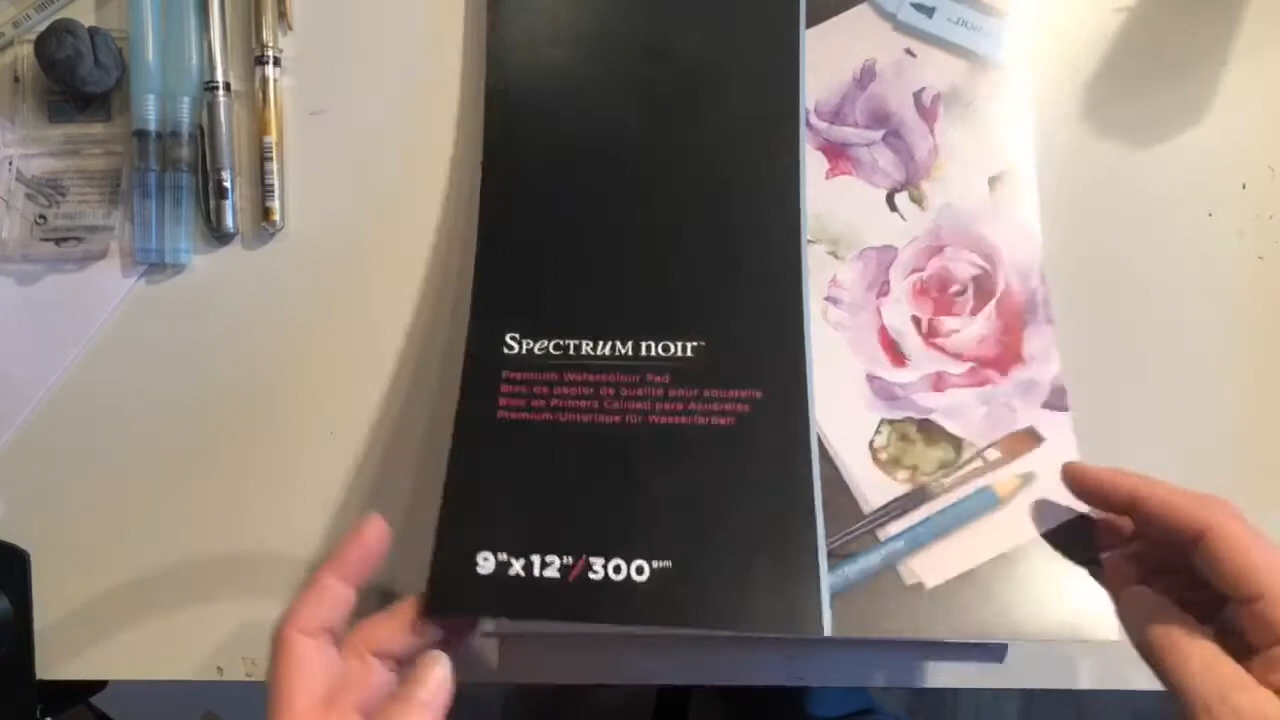 SPECTRUM NOIR™
Premium Watercolour Pad
Bloc de papier de qualité pour aquarelle
Bloc de Primera Calidad para Acuarelas
Premium-Unterlage für Wasserfarben
9"x12"/300gsm